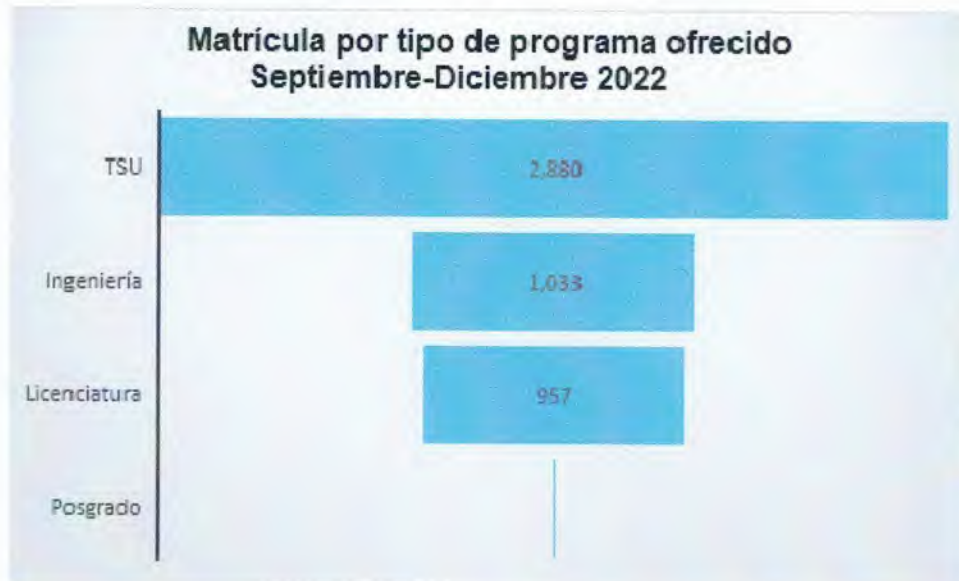 Matrícula por tipo de programa ofrecido
Septiembre-Diciembre 2022
TSU
2,880
Ingeniería
1,033
Licenciatura
957
Posgrado